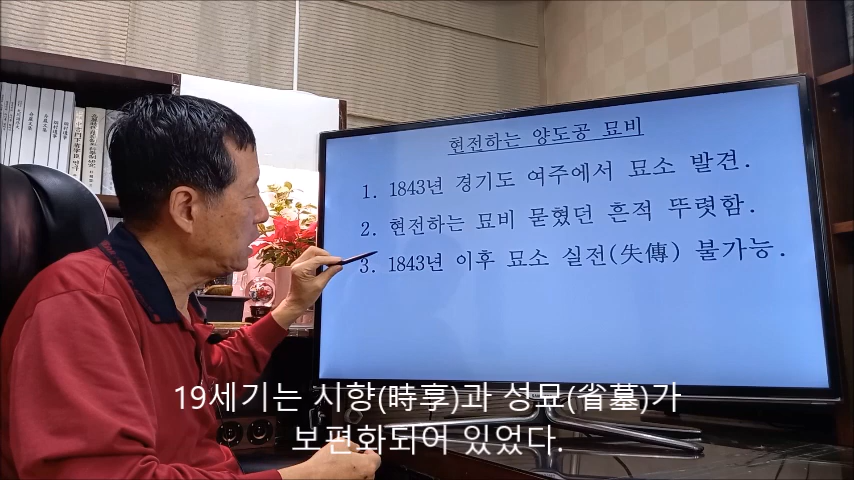 현전하는 양도공 묘비
1. 1843년 경기도 여주에서 묘소 발견.
2. 현전하는 묘비 묻혔던 흔적 뚜렷함.
3. 1843년 이후 묘소 실전(失傳) 불가능.
19세기는 시향(時享)과 성묘(省墓)가
보편화되어 있었다.